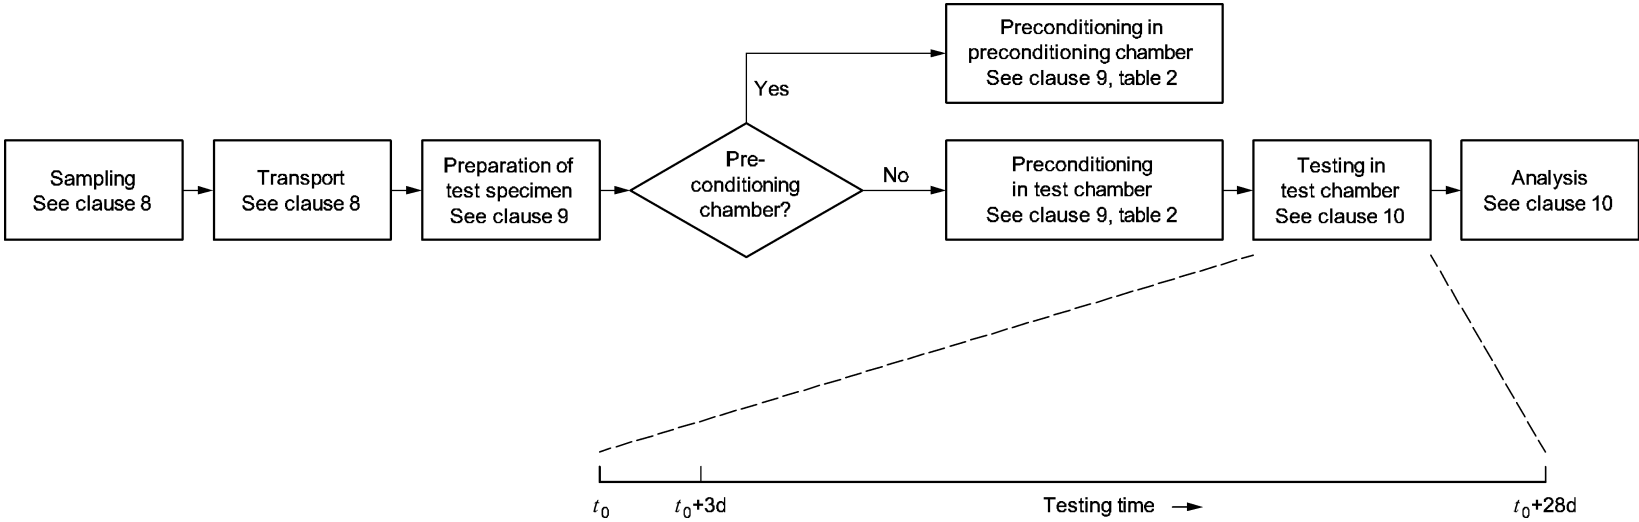 Preconditioning in
preconditioning chamber
See clause 9, table 2
Yes
Sampling
See clause 8
Transport
See clause 8
Preparation of
test specimen
See clause 9
Pre-
conditioning
chamber?
No
Preconditioning
in test chamber
See clause 9, table 2
Testing in
test chamber
See clause 10
Analysis
See clause 10
t0
t0+3d
Testing time
t0+28d